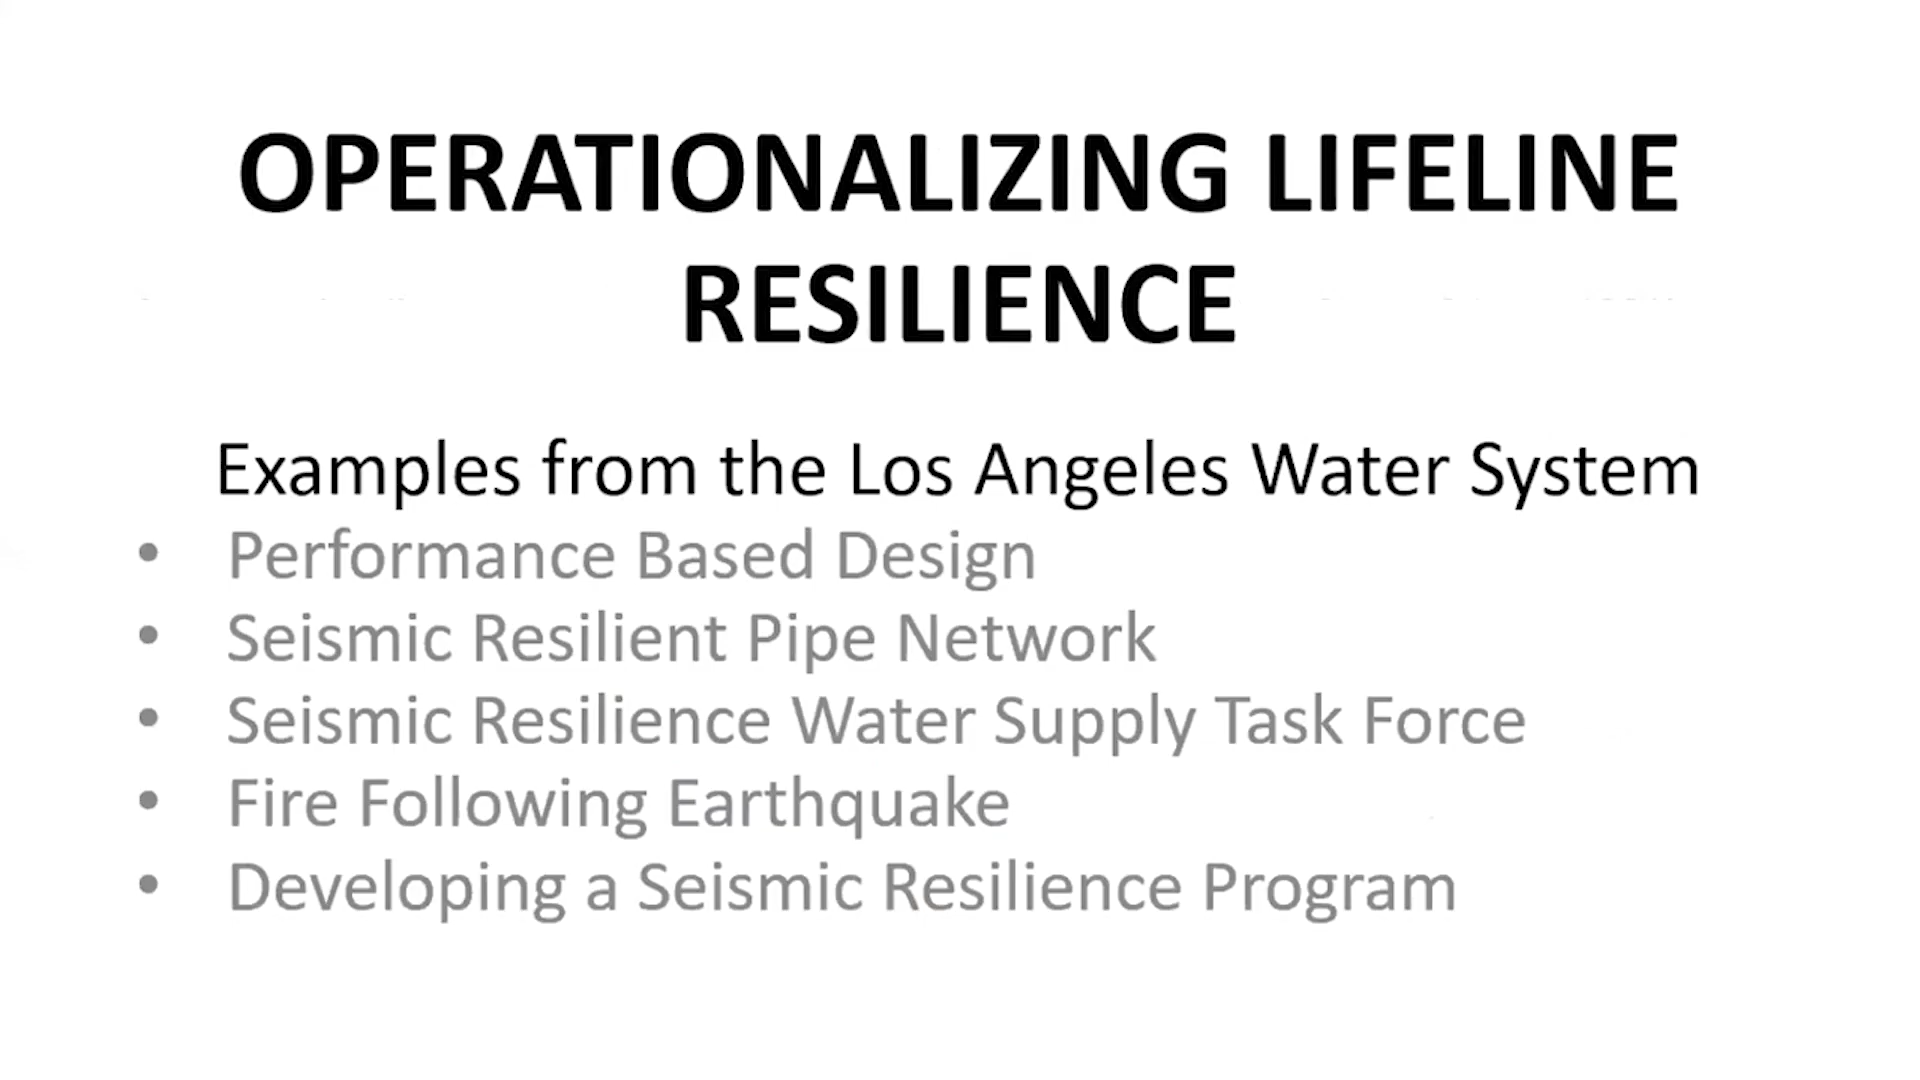 OPERATIONALIZING LIFELINE
RESILIENCE
Examples from the Los Angeles Water System
• Performance Based Design
• Seismic Resilient Pipe Network
• Seismic Resilience Water Supply Task Force
• Fire Following Earthquake
• Developing a Seismic Resilience Program